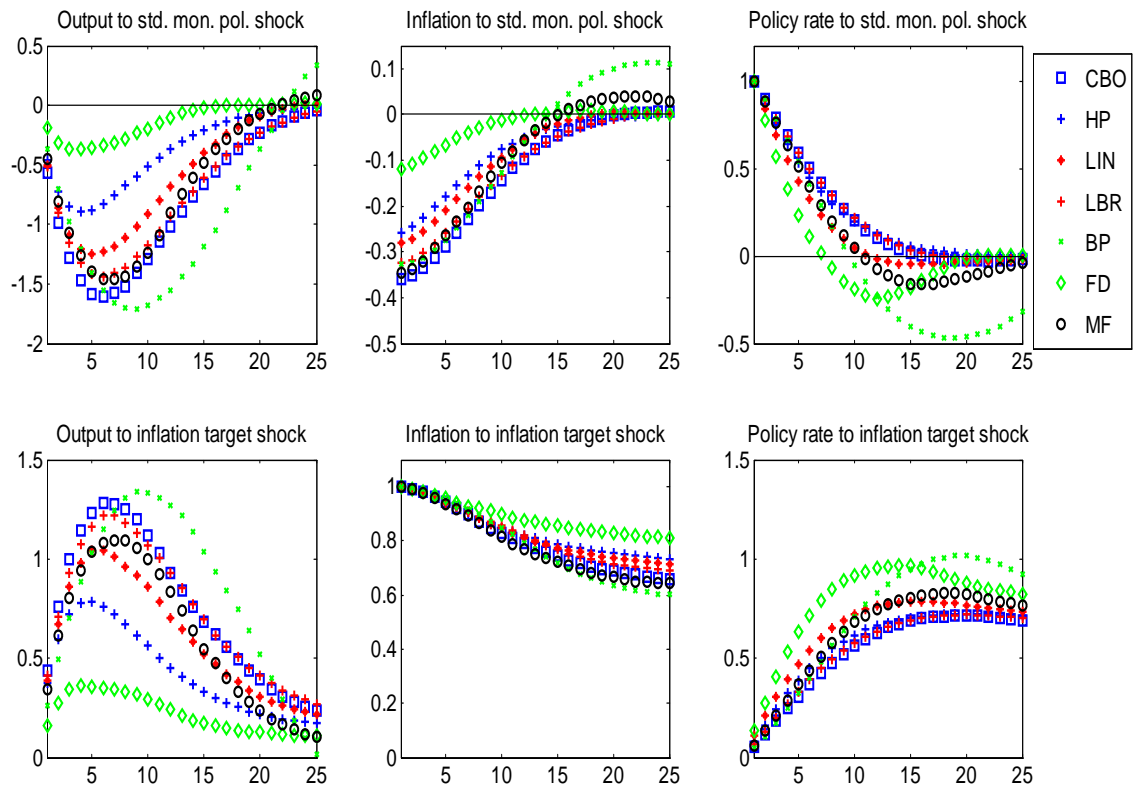 Output to std. mon. pol. shock
Inflation to std. mon. pol. shock
Policy rate to std. mon. pol. shock
0.5
0
-0.5
-1
-1.5
-2
5 10 15 20 25
0.1
0
-0.1
-0.2
-0.3
-0.4
-0.5
5 10 15 20 25
1
0.5
0
-0.5
5 10 15 20 25
CBO
HP
LIN
LBR
BP
FD
MF
Output to inflation target shock
Inflation to inflation target shock
Policy rate to inflation target shock
1.5
1
0.5
0
5 10 15 20 25
1
0.8
0.6
0.4
0.2
0
5 10 15 20 25
1.5
1
0.5
0
5 10 15 20 25